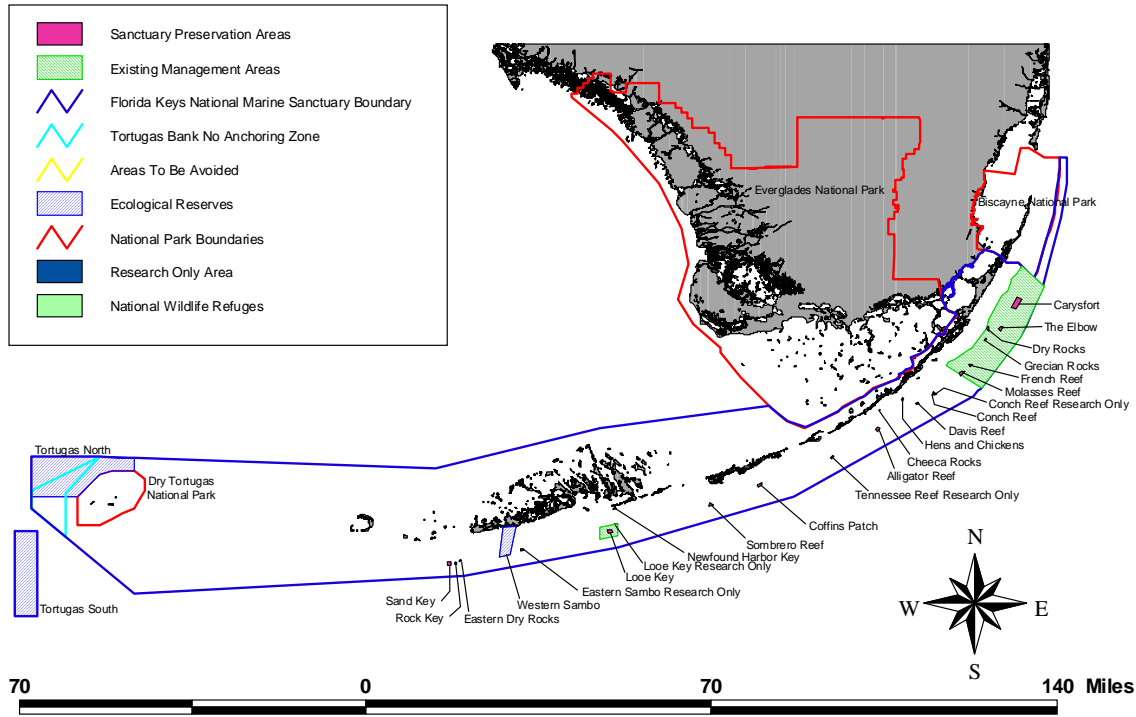 Sanctuary Preservation Areas
Existing Management Areas
Florida Keys National Marine Sanctuary Boundary
Tortugas Bank No Anchoring Zone
Areas To Be Avoided
Ecological Reserves
National Park Boundaries
Research Only Area
National Wildlife Refuges
Everglades National Park
Biscayne National Park
Carysfort
The Elbow
Dry Rocks
Grecian Rocks
French Reef
Molasses Reef
Conch Reef Research Only
Conch Reef
Davis Reef
Hens and Chickens
Cheeca Rocks
Alligator Reef
Tennessee Reef Research Only
Coffins Patch
Sombrero Reef
Newfound Harbor Key
Looe Key Research Only
Looe Key
Eastern Sambo Research Only
Western Sambo
Eastern Dry Rocks
Rock Key
Sand Key
Tortugas North
Dry Tortugas
National Park
Tortugas South
N
W
E
S
70
0
70
140 Miles